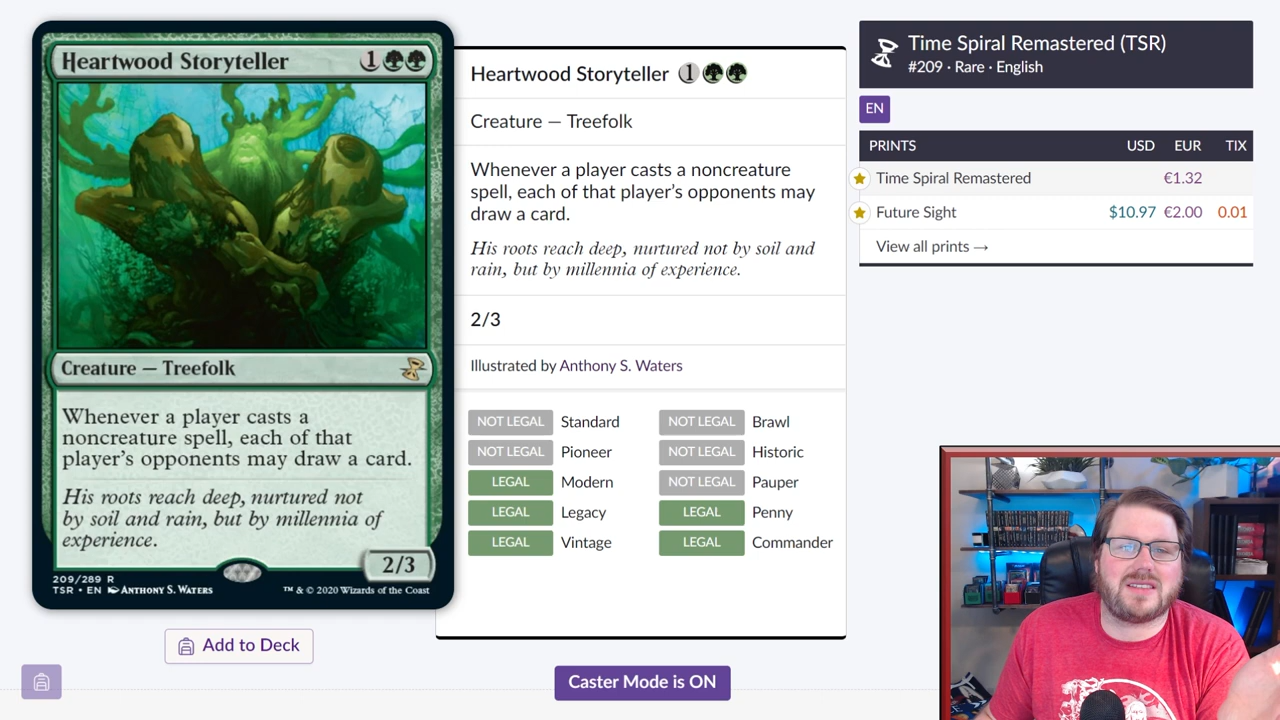 Heartwood Storyteller 1
Creature — Treefolk
Whenever a player casts a
noncreature spell, each of that
player's opponents may draw a card.
His roots reach deep, nurtured not
by soil and rain, but by millennia of
experience.
2/3
209/289 R
TSR • EN ANTHONY S. WATERS
™ & © 2020 Wizards of the Coast
Add to Deck
Heartwood Storyteller 1
Creature — Treefolk
Whenever a player casts a noncreature
spell, each of that player's opponents may
draw a card.
His roots reach deep, nurtured not by soil and
rain, but by millennia of experience.
2/3
Illustrated by Anthony S. Waters
NOT LEGAL Standard NOT LEGAL Brawl
NOT LEGAL Pioneer NOT LEGAL Historic
LEGAL Modern NOT LEGAL Pauper
LEGAL Legacy LEGAL Penny
LEGAL Vintage LEGAL Commander
Caster Mode is ON
Time Spiral Remastered (TSR)
#209 · Rare · English
EN
PRINTS USD EUR TIX
Time Spiral Remastered €1.32
Future Sight $10.97 €2.00 0.01
View all prints →